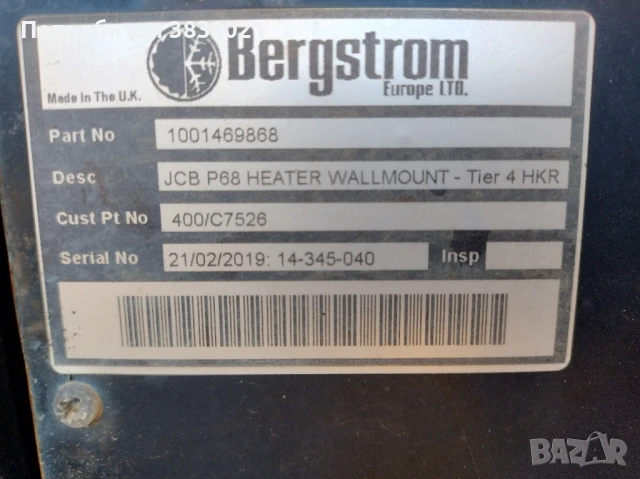 Bergstrom
Europe LTD.
Made In The U.K.
Part No 1001469868
Desc JCB P68 HEATER WALLMOUNT - Tier 4 HKR
Cust Pt No 400/C7526
Serial No 21/02/2019: 14-345-040 Insp
BAZAR